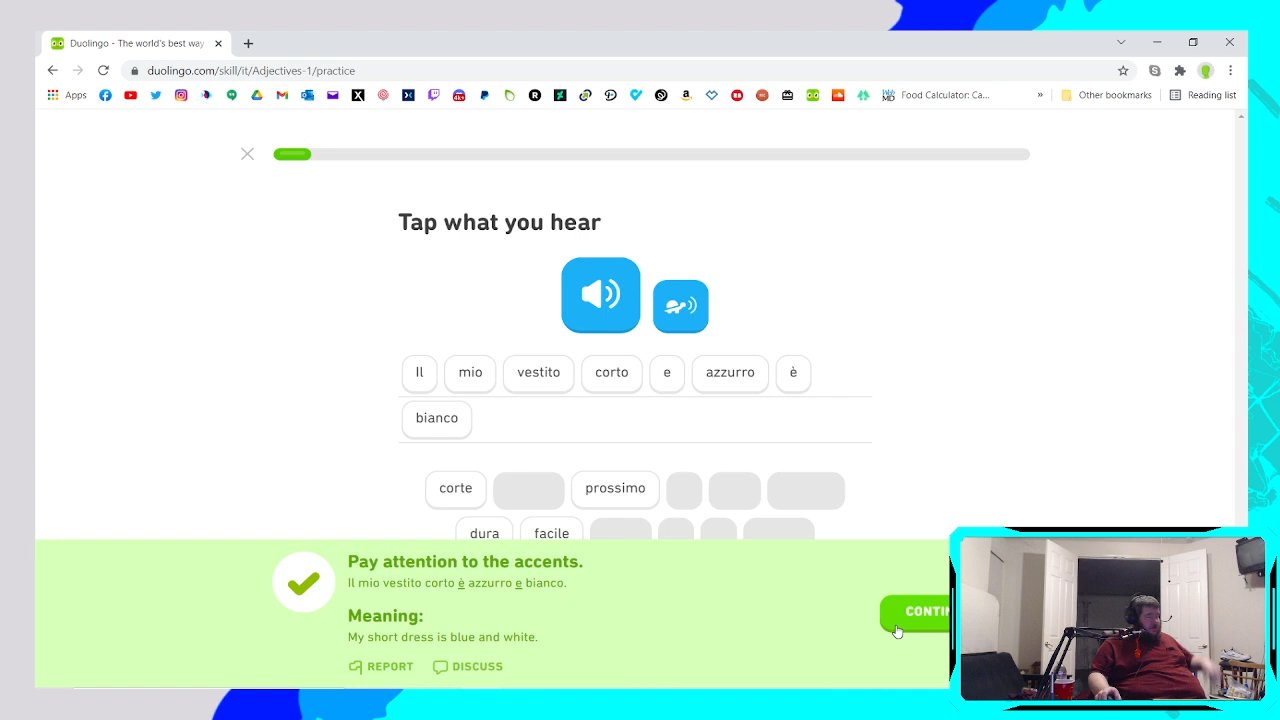 Duolingo - The world's best way
duolingo.com/skill/it/Adjectives-1/practice
Apps
Food Calculator: Ca...
»
Other bookmarks
Reading list
Tap what you hear
Il mio vestito corto e azzurro è
bianco
corte prossimo
dura facile
Pay attention to the accents.
Il mio vestito corto è azzurro e bianco.
Meaning:
My short dress is blue and white.
REPORT DISCUSS
CONTIN